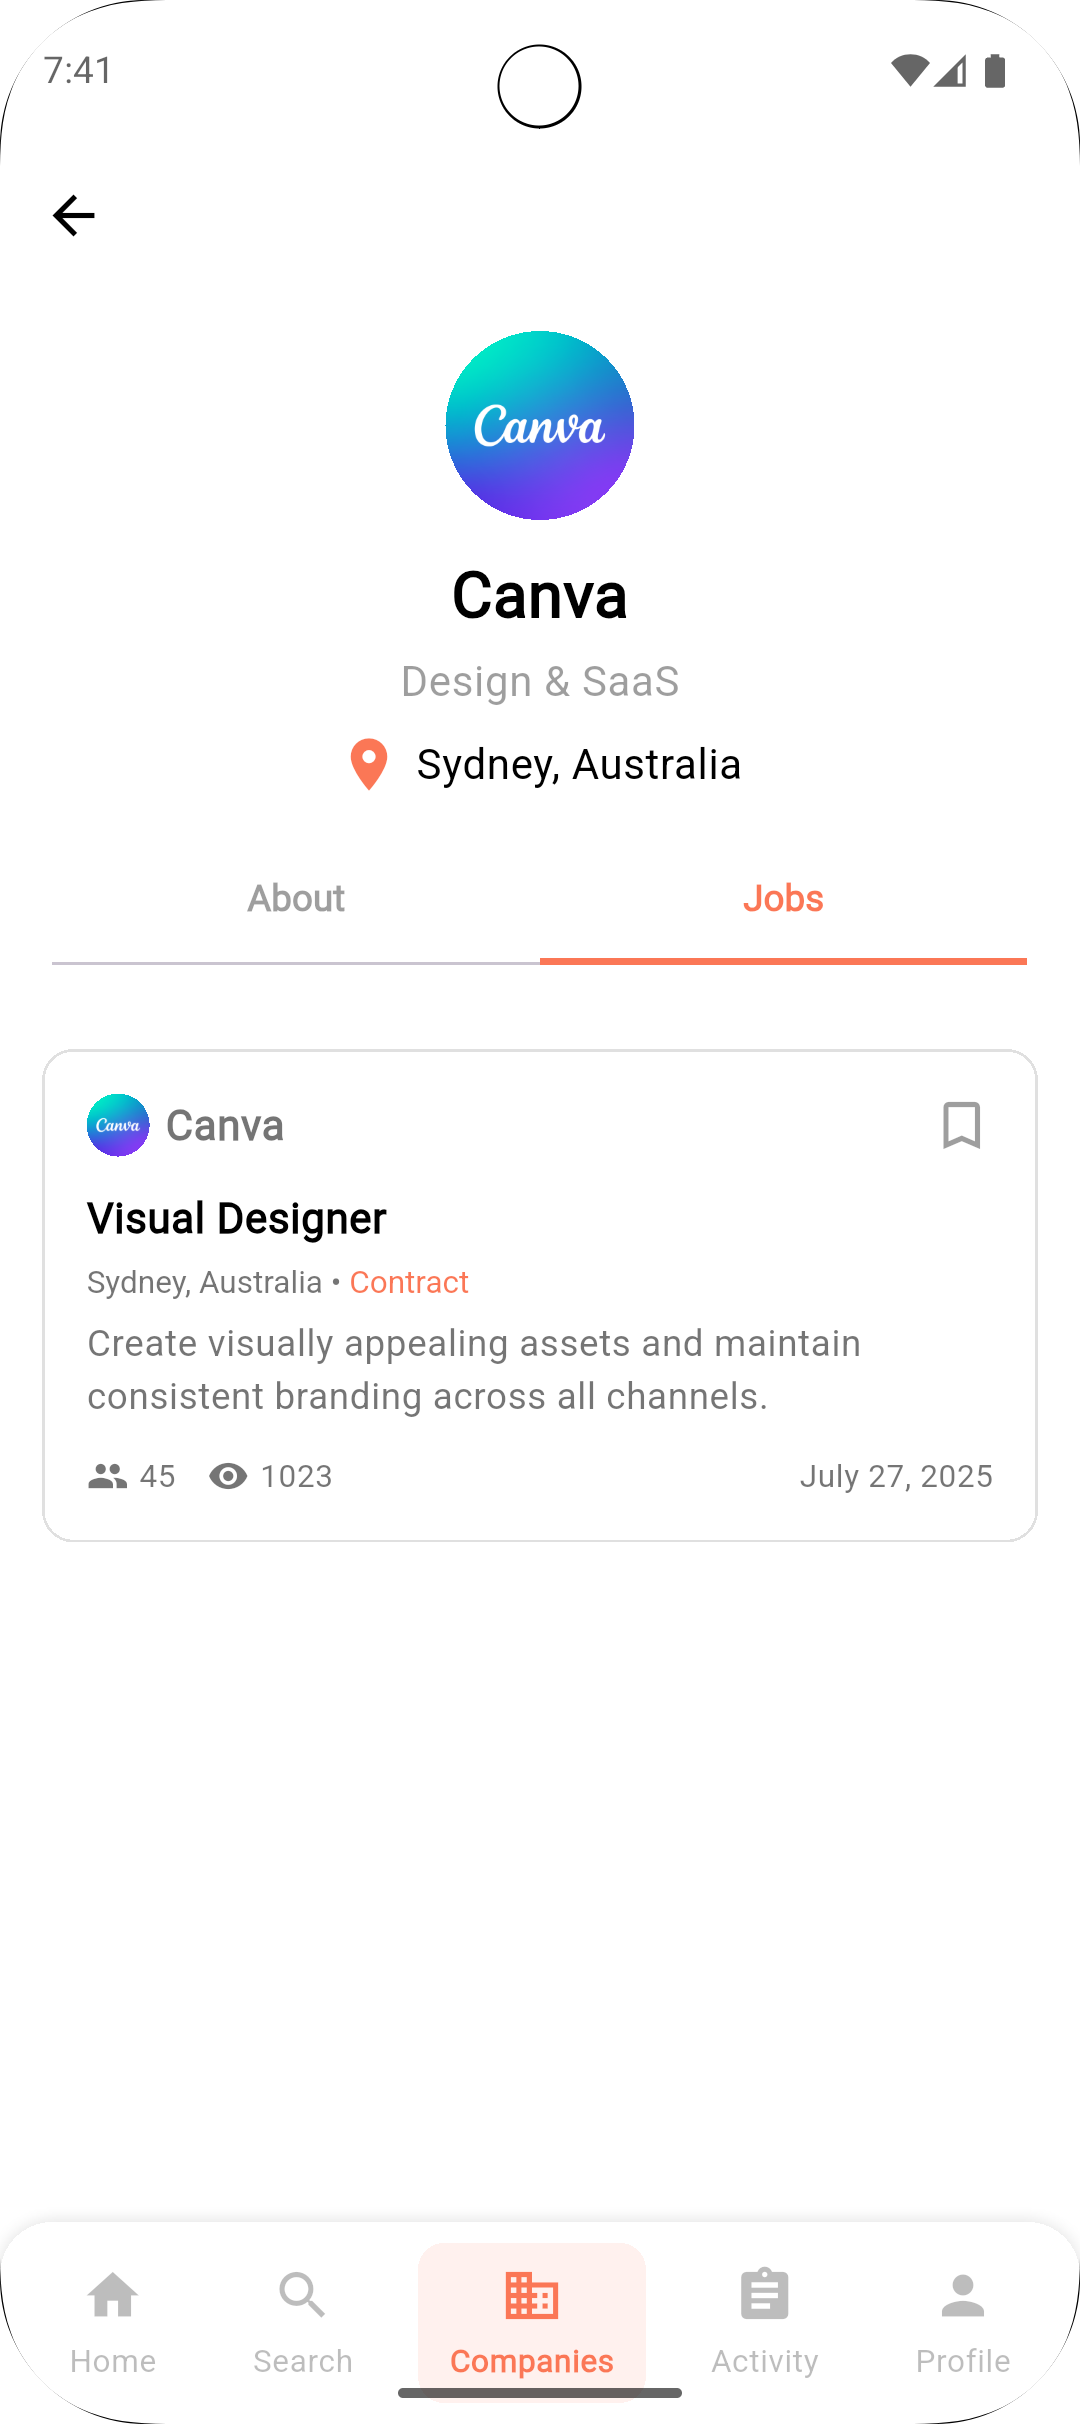 7:41
Canva
Canva
Design & SaaS
Sydney, Australia
About Jobs
Canva Canva
Visual Designer
Sydney, Australia • Contract
Create visually appealing assets and maintain
consistent branding across all channels.
45 1023 July 27, 2025
Home Search Companies Activity Profile